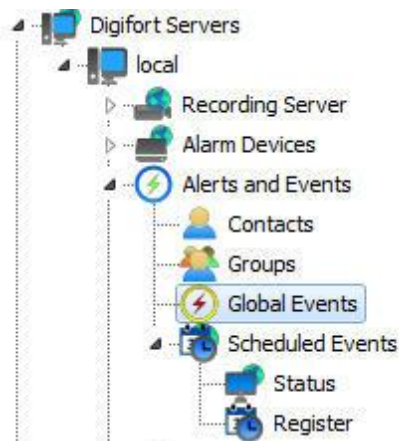 Digifort Servers
local
Recording Server
Alarm Devices
Alerts and Events
Contacts
Groups
Global Events
Scheduled Events
Status
Register